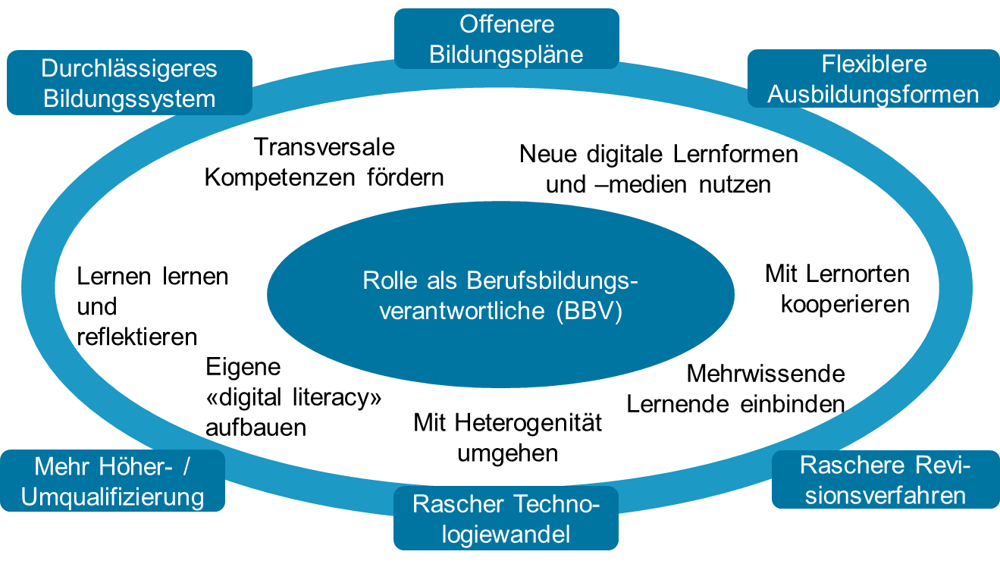 Offenere
Bildungspläne
Durchlässigeres
Bildungssystem
Flexiblere
Ausbildungsformen
Transversale
Kompetenzen fördern
Neue digitale Lernformen
und –medien nutzen
Lernen lernen
und
reflektieren
Rolle als Berufsbildungs-
verantwortliche (BBV)
Mit Lernorten
kooperieren
Eigene
«digital literacy»
aufbauen
Mit Heterogenität
umgehen
Mehrwissende
Lernende einbinden
Mehr Höher- /
Umqualifizierung
Rascher Techno-
logiewandel
Raschere Revi-
sionsverfahren